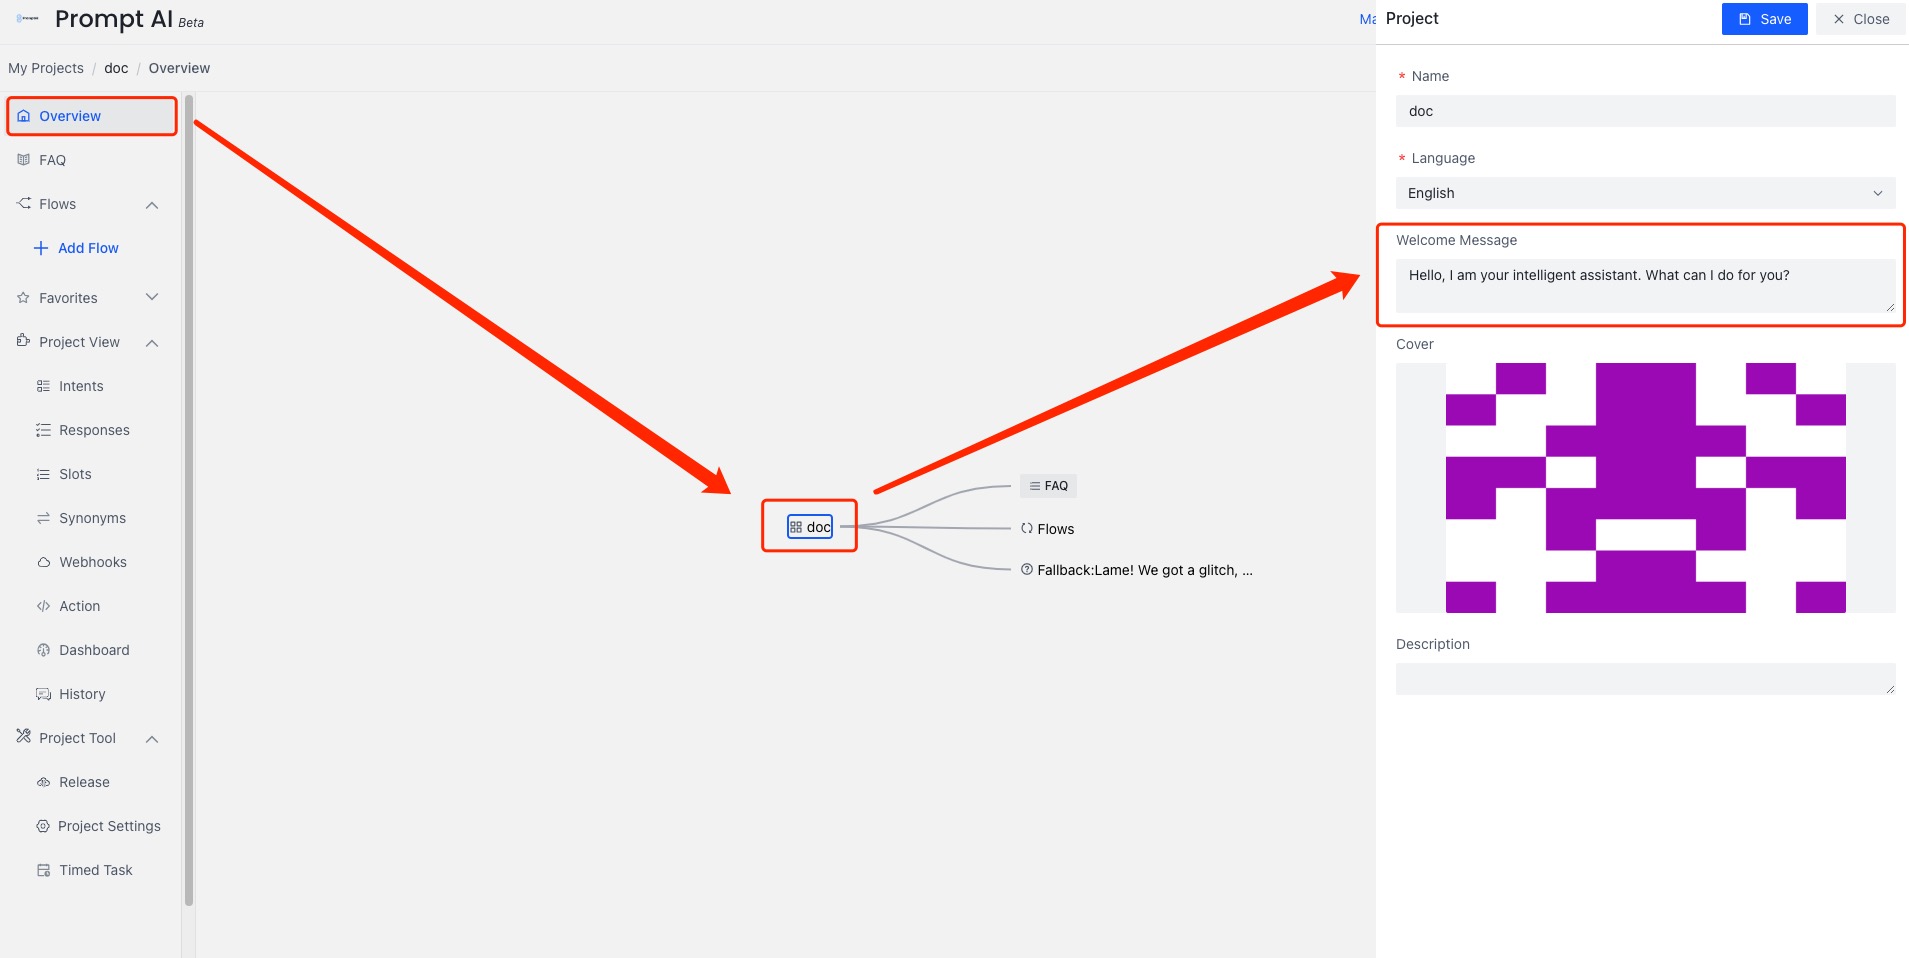 Prompt AI Beta
Ma
Project
Save
Close
My Projects / doc / Overview
Overview
FAQ
Flows
Add Flow
Favorites
Project View
Intents
Responses
Slots
Synonyms
Webhooks
Action
Dashboard
History
Project Tool
Release
Project Settings
Timed Task
doc
FAQ
Flows
Fallback:Lame! We got a glitch, ...
* Name
doc
* Language
English
Welcome Message
Hello, I am your intelligent assistant. What can I do for you?
Cover
Description